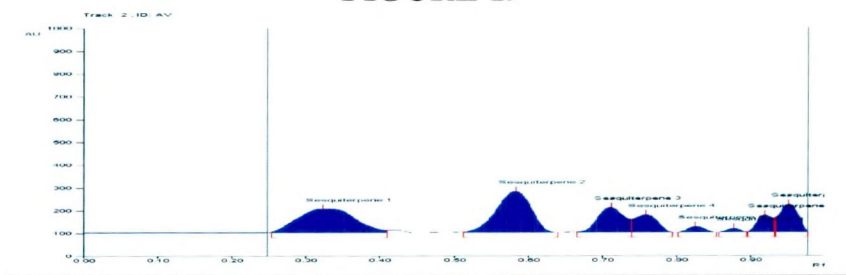 Track 2, ID: AV
AU
1000
900
800
700
600
500
400
300
200
100
0
Sesquiterpene 1
Sesquiterpene 2
Sesquiterpene 3
Sesquiterpene 4
0.00 0.10 0.20 0.30 0.40 0.50 0.60 0.70 0.80 0.90 Rf